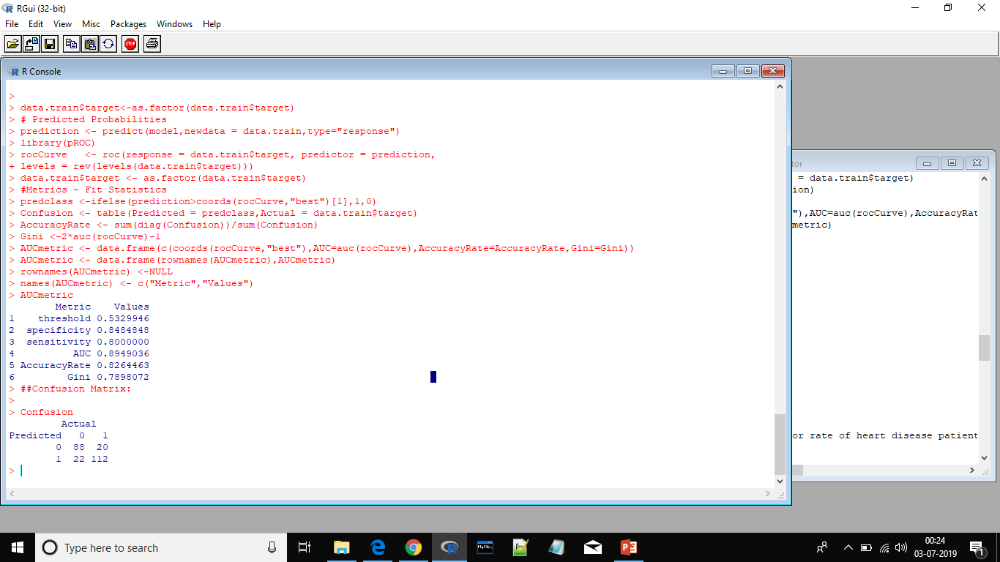 RGui (32-bit)
File Edit View Misc Packages Windows Help
STOP
R Console
>
> data.train$target<-as.factor(data.train$target)
> # Predicted Probabilities
> prediction <- predict(model,newdata = data.train,type="response")
> library(pROC)
> rocCurve   <- roc(response = data.train$target, predictor = prediction,
+ levels = rev(levels(data.train$target)))
> data.train$target <- as.factor(data.train$target)
> #Metrics - Fit Statistics
> predclass <-ifelse(prediction>coords(rocCurve,"best")[1],1,0)
> Confusion <- table(Predicted = predclass,Actual = data.train$target)
> AccuracyRate <- sum(diag(Confusion))/sum(Confusion)
> Gini <-2*auc(rocCurve)-1
> AUCmetric <- data.frame(c(coords(rocCurve,"best"),AUC=auc(rocCurve),AccuracyRate=AccuracyRate,Gini=Gini))
> AUCmetric <- data.frame(rownames(AUCmetric),AUCmetric)
> rownames(AUCmetric) <-NULL
> names(AUCmetric) <- c("Metric","Values")
> AUCmetric
        Metric    Values
1    threshold 0.5329946
2  specificity 0.8484848
3  sensitivity 0.8000000
4          AUC 0.8949036
5 AccuracyRate 0.8264463
6         Gini 0.7898072
> ##Confusion Matrix:
>
> Confusion
         Actual
Predicted   0   1
        0  88  20
        1  22 112
>
tor
= data.train$target)
ion)
"),AUC=auc(rocCurve),AccuracyRat
metric)
or rate of heart disease patient
Type here to search
MySQL
00:24
03-07-2019
1